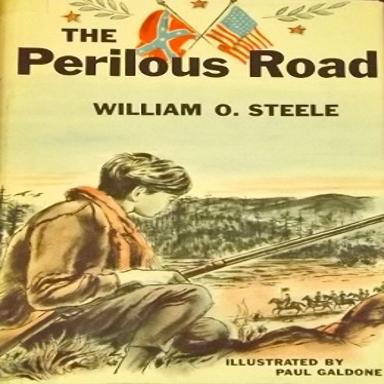 THE
Perilous Road
WILLIAM O. STEELE
ILLUSTRATED BY
PAUL GALDONE